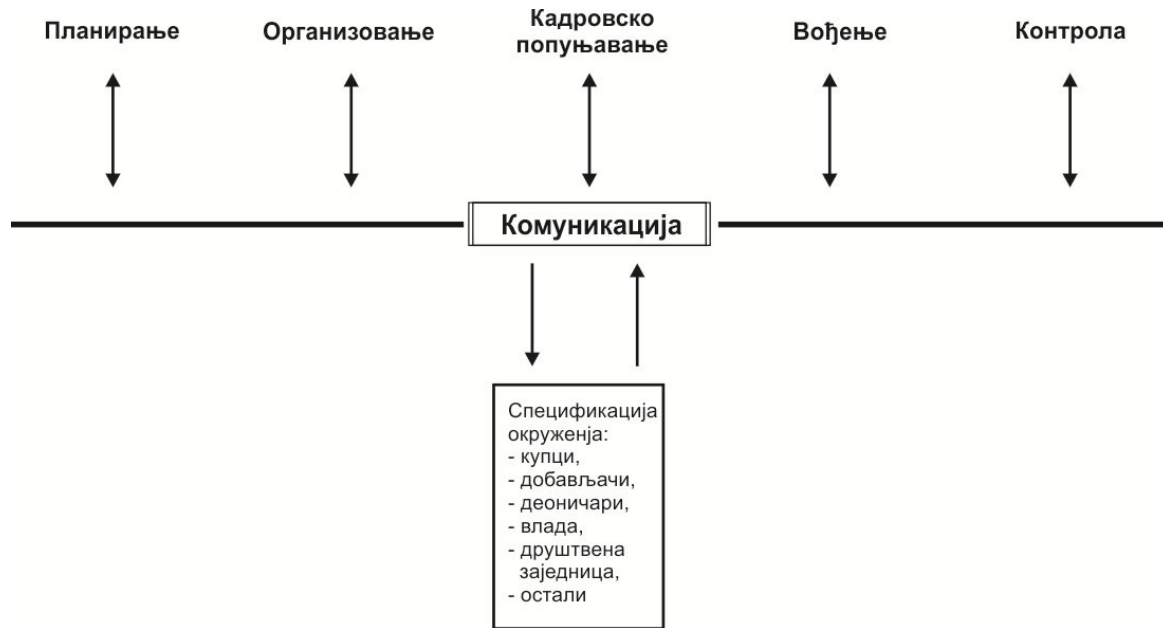 Планирање
Организовање
Кадровско
попуњавање
Вођење
Контрола
Комуникација
Спецификација
окружења:
- купци,
- добављачи,
- деоничари,
- влада,
- друштвена
заједница,
- остали